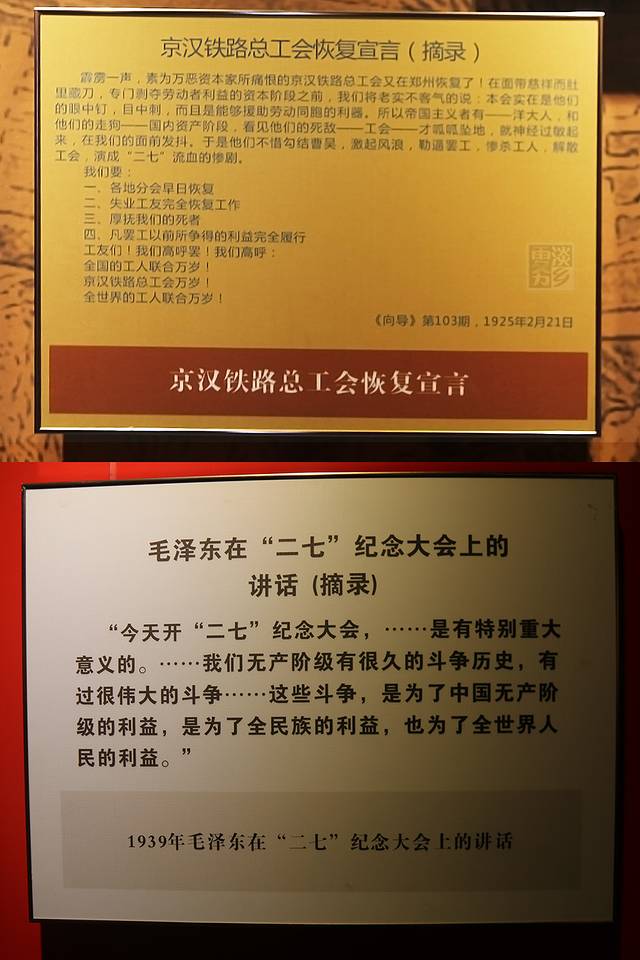 京汉铁路总工会恢复宣言（摘录）
霹雳一声，素为万恶资本家所痛恨的京汉铁路总工会又在郑州恢复了！在面带慈祥而肚
里藏刀，专门剥夺劳动者利益的资本阶段之前，我们将老实不客气的说：本会实在是他们
的眼中钉，目中刺，而且是能够援助劳动同胞的利器。所以帝国主义者有——洋大人，和
他们的走狗——国内资产阶段，看见他们的死敌——工会——才呱呱坠地，就神经过敏起
来，在我们的面前发抖。于是他们不惜勾结曹吴，激起风浪，勒逼罢工，惨杀工人，解散
工会，演成“二七”流血的惨剧。
我们要：
一、各地分会早日恢复
二、失业工友完全恢复工作
三、厚抚我们的死者
四、凡罢工以前所争得的利益完全履行
工友们！我们高呼罢！我们高呼：
全国的工人联合万岁！
京汉铁路总工会万岁！
全世界的工人联合万岁！
《向导》第103期，1925年2月21日
京汉铁路总工会恢复宣言
毛泽东在“二七”纪念大会上的
讲话 (摘录)
“今天开“二七”纪念大会，……是有特别重大
意义的。……我们无产阶级有很久的斗争历史，有
过很伟大的斗争……这些斗争，是为了中国无产阶
级的利益，是为了全民族的利益，也为了全世界人
民的利益。”
1939年毛泽东在“二七”纪念大会上的讲话